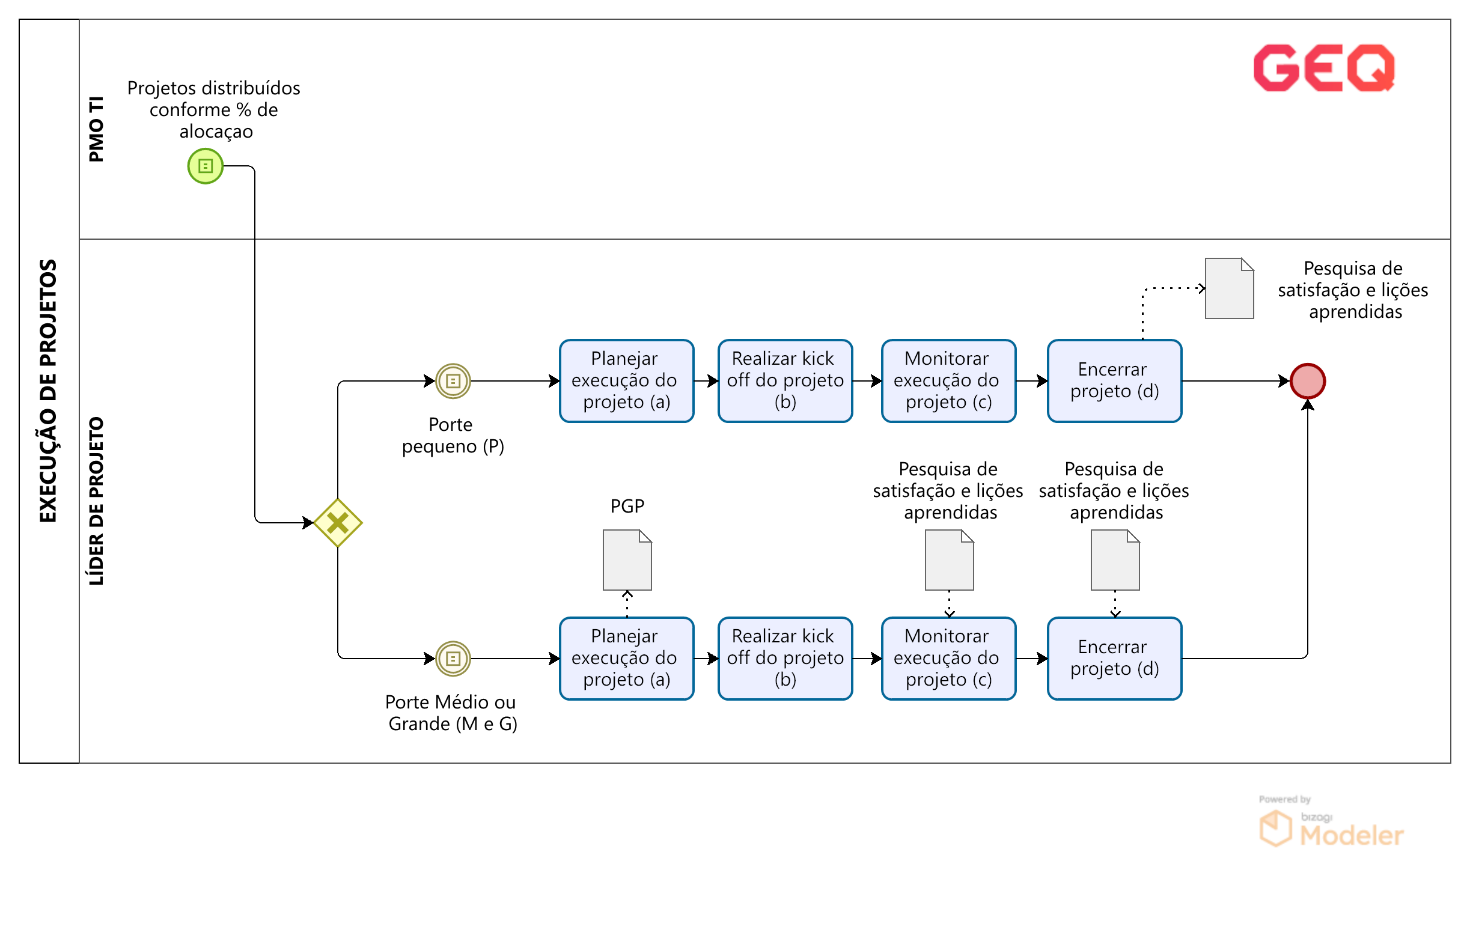 EXECUÇÃO DE PROJETOS
PMO TI
Projetos distribuídos
conforme % de
alocaçao
GEQ
LÍDER DE PROJETO
Pesquisa de
satisfação e lições
aprendidas
Planejar
execução do
projeto (a)
Realizar kick
off do projeto
(b)
Monitorar
execução do
projeto (c)
Encerrar
projeto (d)
Porte
pequeno (P)
PGP
Pesquisa de
satisfação e lições
aprendidas
Pesquisa de
satisfação e lições
aprendidas
Planejar
execução do
projeto (a)
Realizar kick
off do projeto
(b)
Monitorar
execução do
projeto (c)
Encerrar
projeto (d)
Porte Médio ou
Grande (M e G)
Powered by
bizagi
Modeler